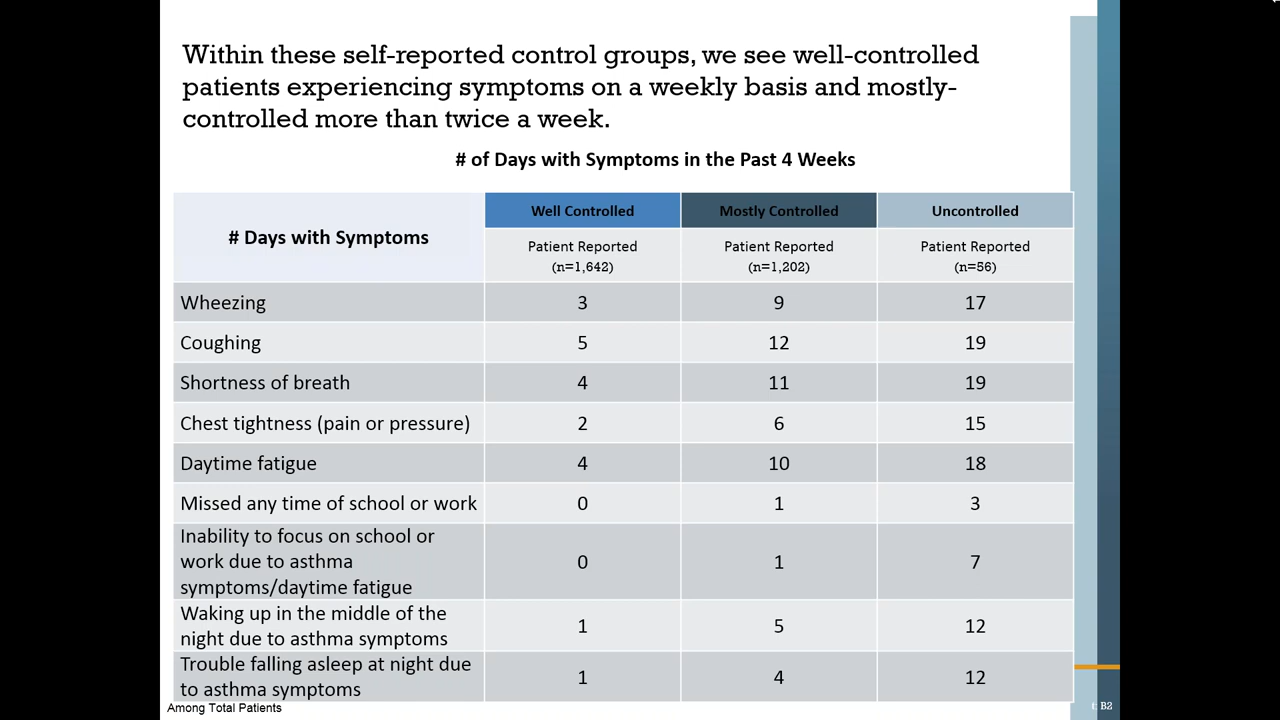 Within these self-reported control groups, we see well-controlled
patients experiencing symptoms on a weekly basis and mostly-
controlled more than twice a week.
# of Days with Symptoms in the Past 4 Weeks
# Days with Symptoms
Well Controlled
Mostly Controlled
Uncontrolled
Patient Reported
(n=1,642)
Patient Reported
(n=1,202)
Patient Reported
(n=56)
Wheezing 3 9 17
Coughing 5 12 19
Shortness of breath 4 11 19
Chest tightness (pain or pressure) 2 6 15
Daytime fatigue 4 10 18
Missed any time of school or work 0 1 3
Inability to focus on school or
work due to asthma 0 1 7
symptoms/daytime fatigue
Waking up in the middle of the
night due to asthma symptoms 1 5 12
Trouble falling asleep at night due
to asthma symptoms 1 4 12
Among Total Patients
B2